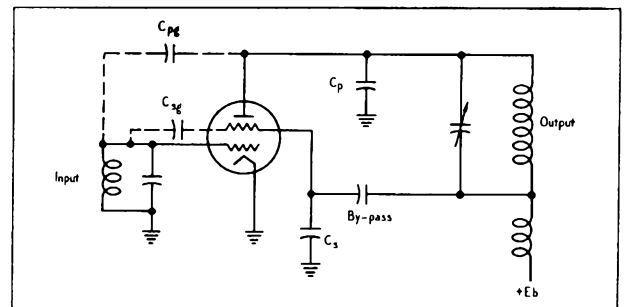 Cpg
Csg
Cp
Output
Input
By-pass
Cs
+Eb